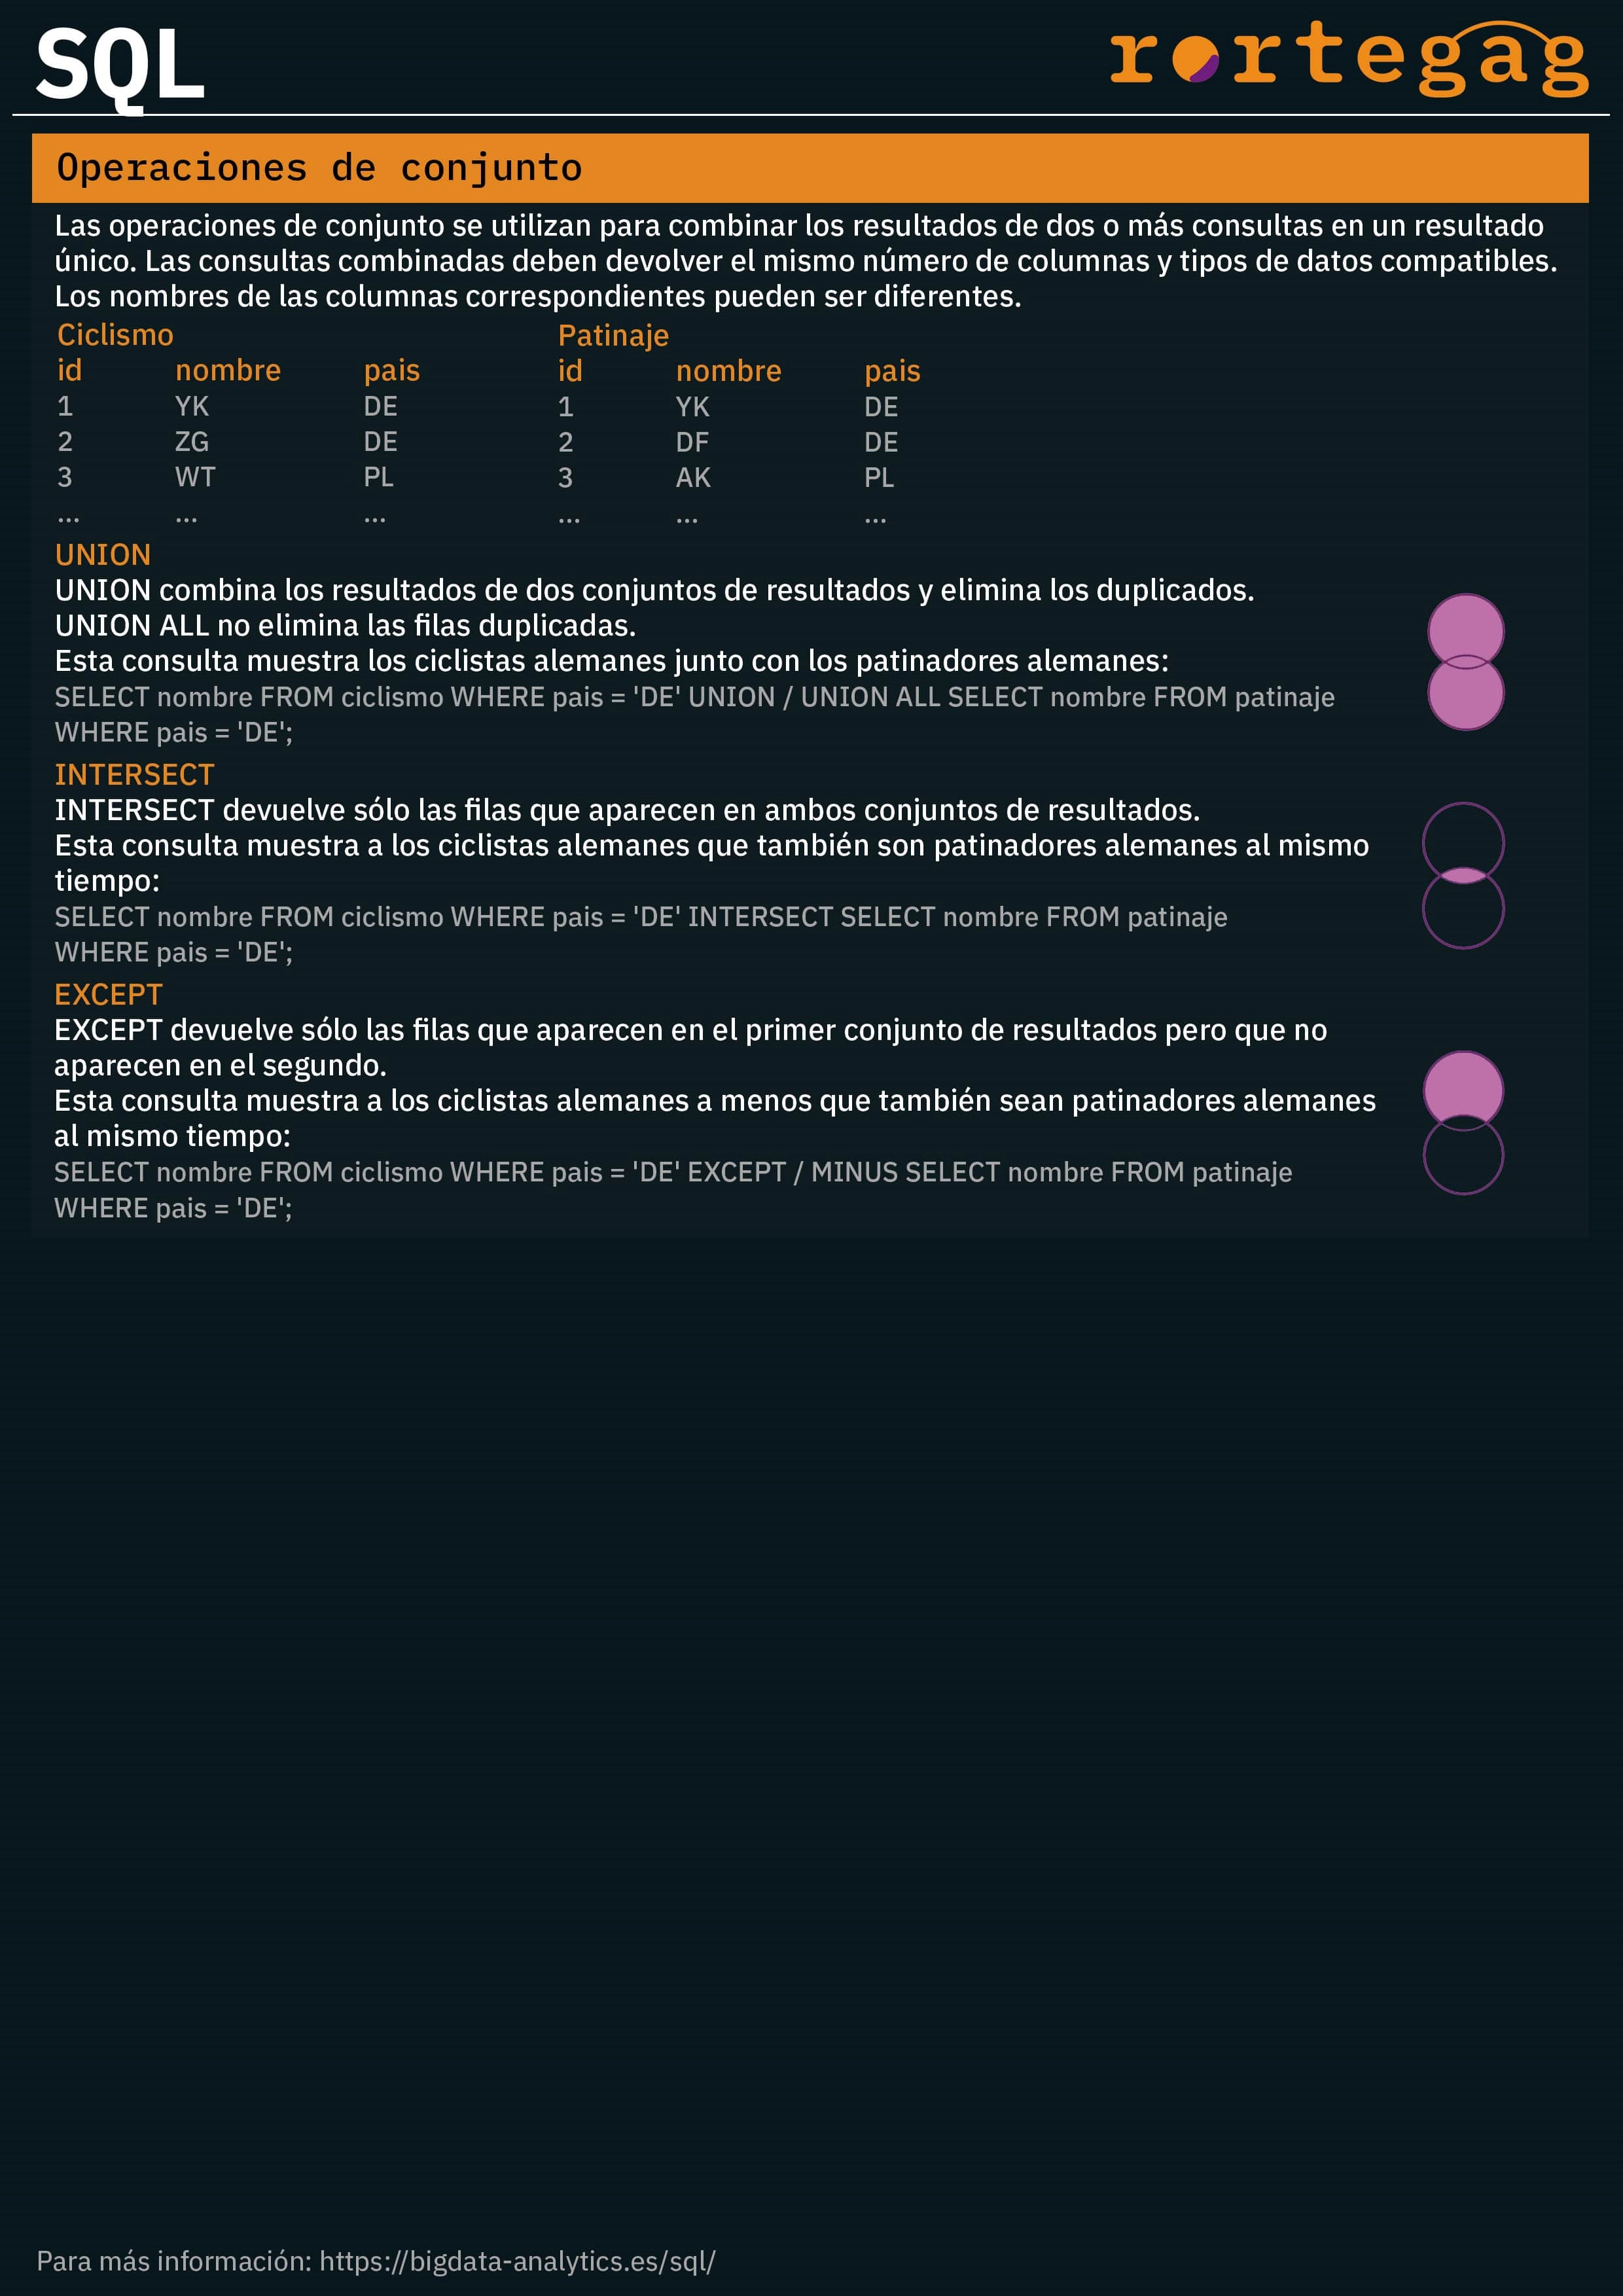 SQL
rortegag
Operaciones de conjunto
Las operaciones de conjunto se utilizan para combinar los resultados de dos o más consultas en un resultado
único. Las consultas combinadas deben devolver el mismo número de columnas y tipos de datos compatibles.
Los nombres de las columnas correspondientes pueden ser diferentes.
Ciclismo Patinaje
id nombre pais id nombre pais
1 YK DE 1 YK DE
2 ZG DE 2 DF DE
3 WT PL 3 AK PL
... ... ... ... ... ...
UNION
UNION combina los resultados de dos conjuntos de resultados y elimina los duplicados.
UNION ALL no elimina las filas duplicadas.
Esta consulta muestra los ciclistas alemanes junto con los patinadores alemanes:
SELECT nombre FROM ciclismo WHERE pais = 'DE' UNION / UNION ALL SELECT nombre FROM patinaje
WHERE pais = 'DE';
INTERSECT
INTERSECT devuelve sólo las filas que aparecen en ambos conjuntos de resultados.
Esta consulta muestra a los ciclistas alemanes que también son patinadores alemanes al mismo
tiempo:
SELECT nombre FROM ciclismo WHERE pais = 'DE' INTERSECT SELECT nombre FROM patinaje
WHERE pais = 'DE';
EXCEPT
EXCEPT devuelve sólo las filas que aparecen en el primer conjunto de resultados pero que no
aparecen en el segundo.
Esta consulta muestra a los ciclistas alemanes a menos que también sean patinadores alemanes
al mismo tiempo:
SELECT nombre FROM ciclismo WHERE pais = 'DE' EXCEPT / MINUS SELECT nombre FROM patinaje
WHERE pais = 'DE';
Para más información: https://bigdata-analytics.es/sql/